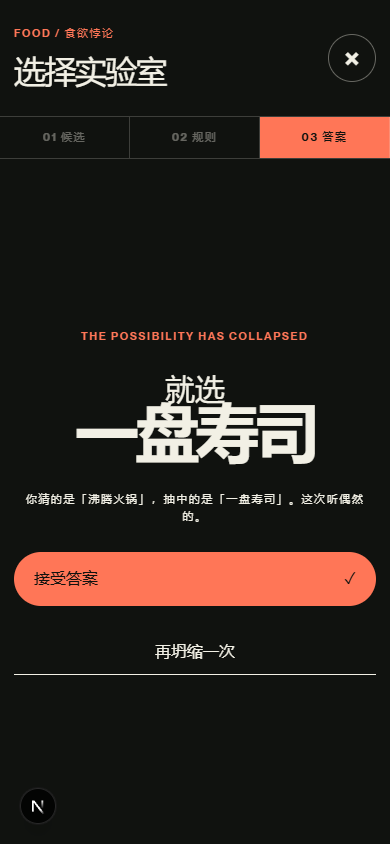 FOOD / 食欲悖论
选择实验室
01 候选
02 规则
03 答案
THE POSSIBILITY HAS COLLAPSED
就选
一盘寿司
你猜的是「沸腾火锅」，抽中的是「一盘寿司」。这次听偶然
的。
接受答案
再坍缩一次
N